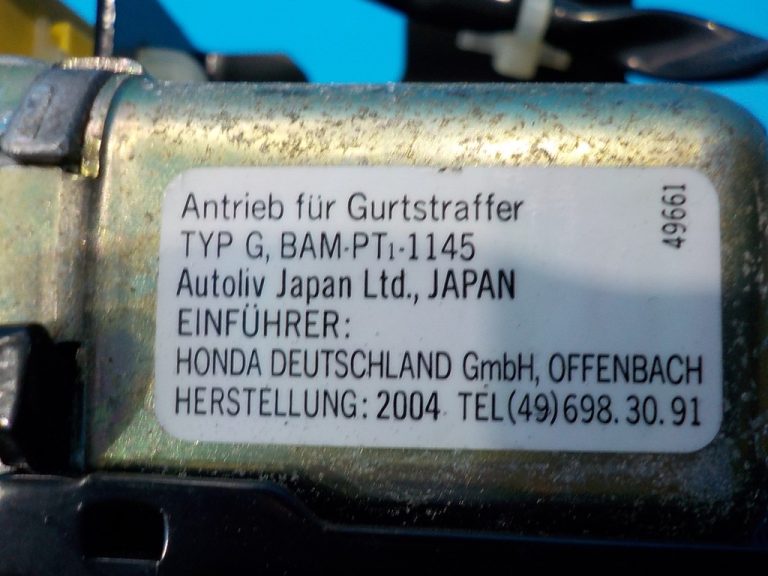 Antrieb für Gurtstraffer
TYP G, BAM-PT1-1145
Autoliv Japan Ltd., JAPAN
EINFÜHRER:
HONDA DEUTSCHLAND GmbH, OFFENBACH
HERSTELLUNG: 2004 TEL(49)698.30.91
49661